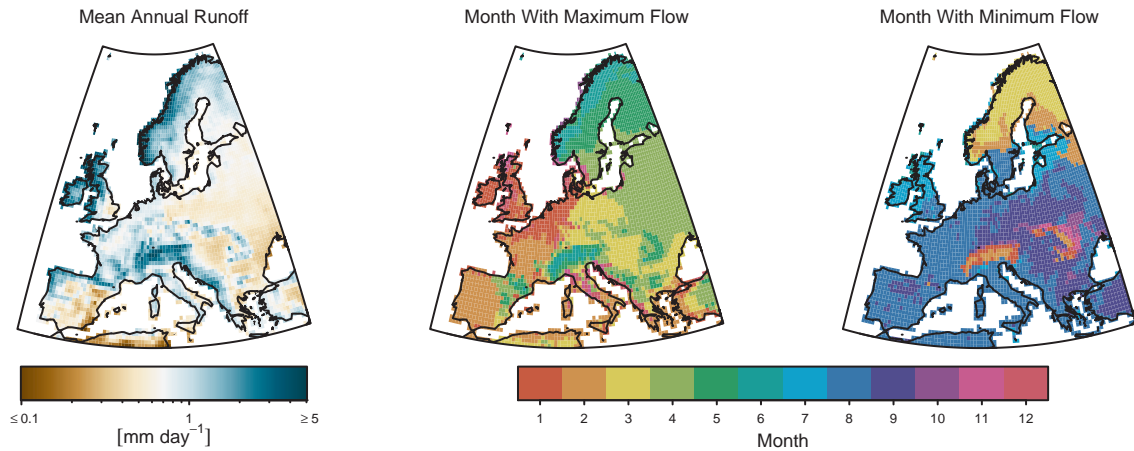 Mean Annual Runoff
Month With Maximum Flow
Month With Minimum Flow
≤ 0.1 1 ≥ 5
[mm day⁻¹]
1 2 3 4 5 6 7 8 9 10 11 12
Month